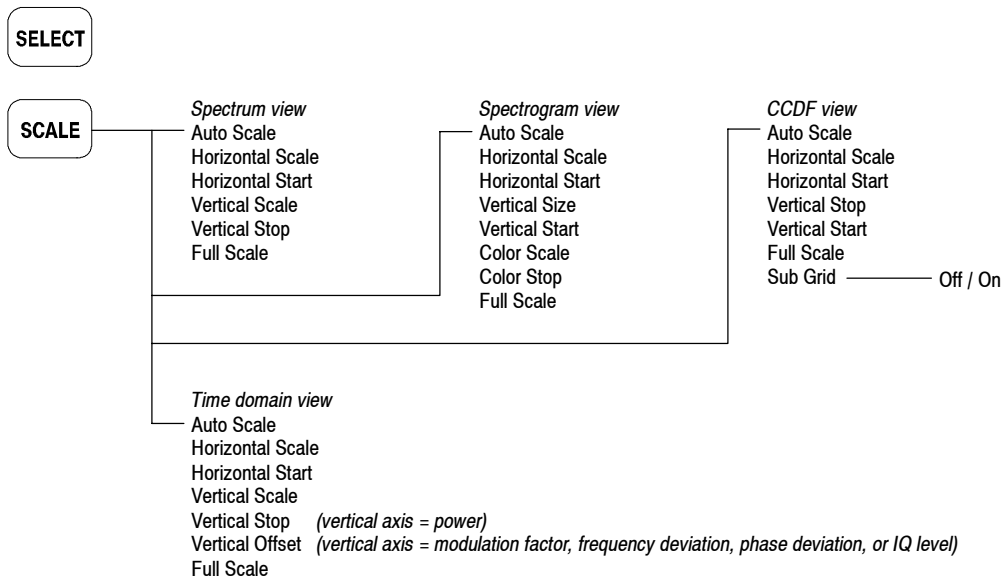 SELECT
SCALE
Spectrum view
Auto Scale
Horizontal Scale
Horizontal Start
Vertical Scale
Vertical Stop
Full Scale
Spectrogram view
Auto Scale
Horizontal Scale
Horizontal Start
Vertical Size
Vertical Start
Color Scale
Color Stop
Full Scale
CCDF view
Auto Scale
Horizontal Scale
Horizontal Start
Vertical Stop
Vertical Start
Full Scale
Sub Grid Off / On
Time domain view
Auto Scale
Horizontal Scale
Horizontal Start
Vertical Scale
Vertical Stop (vertical axis = power)
Vertical Offset (vertical axis = modulation factor, frequency deviation, phase deviation, or IQ level)
Full Scale